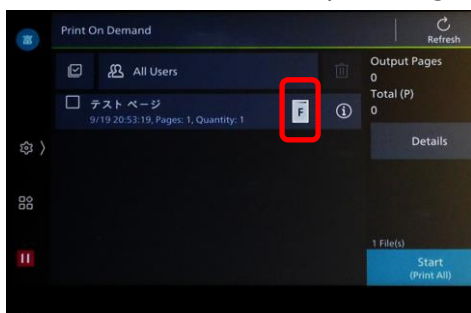 Print On Demand
Refresh
All Users
Output Pages
0
Total (P)
0
テスト ページ
9/19 20:53:19, Pages: 1, Quantity: 1
F
Details
1 File(s)
Start
(Print All)